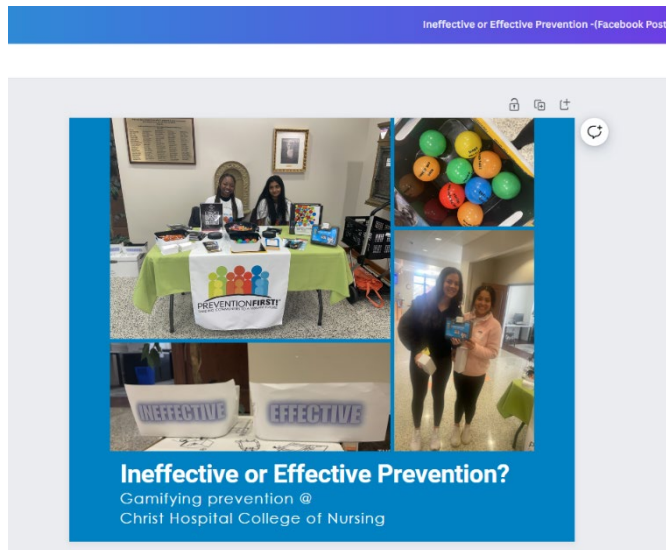 Ineffective or Effective Prevention -(Facebook Post
PREVENTIONFIRST!
INEFFECTIVE
EFFECTIVE
Ineffective or Effective Prevention?
Gamifying prevention @
Christ Hospital College of Nursing